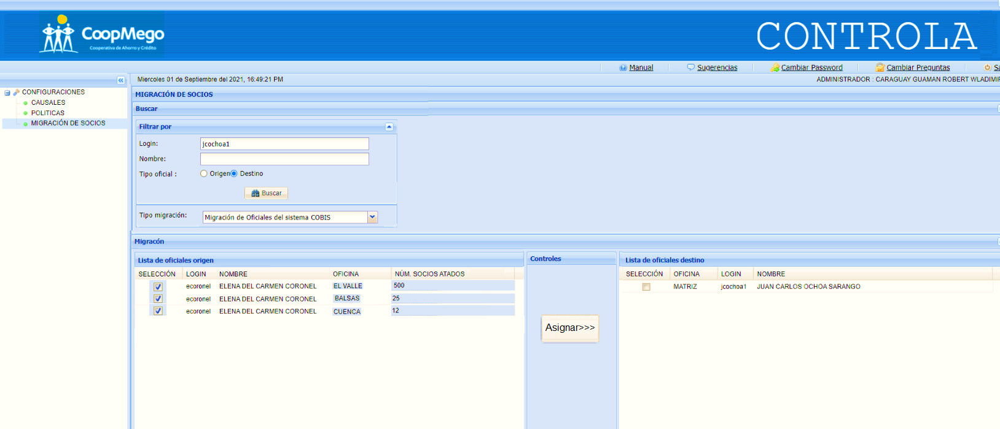 CoopMego
Cooperativa de Ahorro y Crédito
CONTROLA
Manual Sugerencias Cambiar Password Cambiar Preguntas Sa
Miercoles 01 de Septiembre del 2021, 16:49:21 PM
ADMINISTRADOR : CARAGUAY GUAMAN ROBERT WLADIMIR
CONFIGURACIONES
CAUSALES
POLITICAS
MIGRACIÓN DE SOCIOS
MIGRACIÓN DE SOCIOS
Buscar
Filtrar por
Login: jcochoa1
Nombre:
Tipo oficial : Origen Destino
Buscar
Tipo migración: Migración de Oficiales del sistema COBIS
Migracón
Lista de oficiales origen
SELECCIÓN LOGIN NOMBRE OFICINA NÚM. SOCIOS ATADOS
ecoronel ELENA DEL CARMEN CORONEL EL VALLE 500
ecoronel ELENA DEL CARMEN CORONEL BALSAS 25
ecoronel ELENA DEL CARMEN CORONEL CUENCA 12
Controles
Asignar>>>
Lista de oficiales destino
SELECCIÓN OFICINA LOGIN NOMBRE
MATRIZ jcochoa1 JUAN CARLOS OCHOA SARANGO